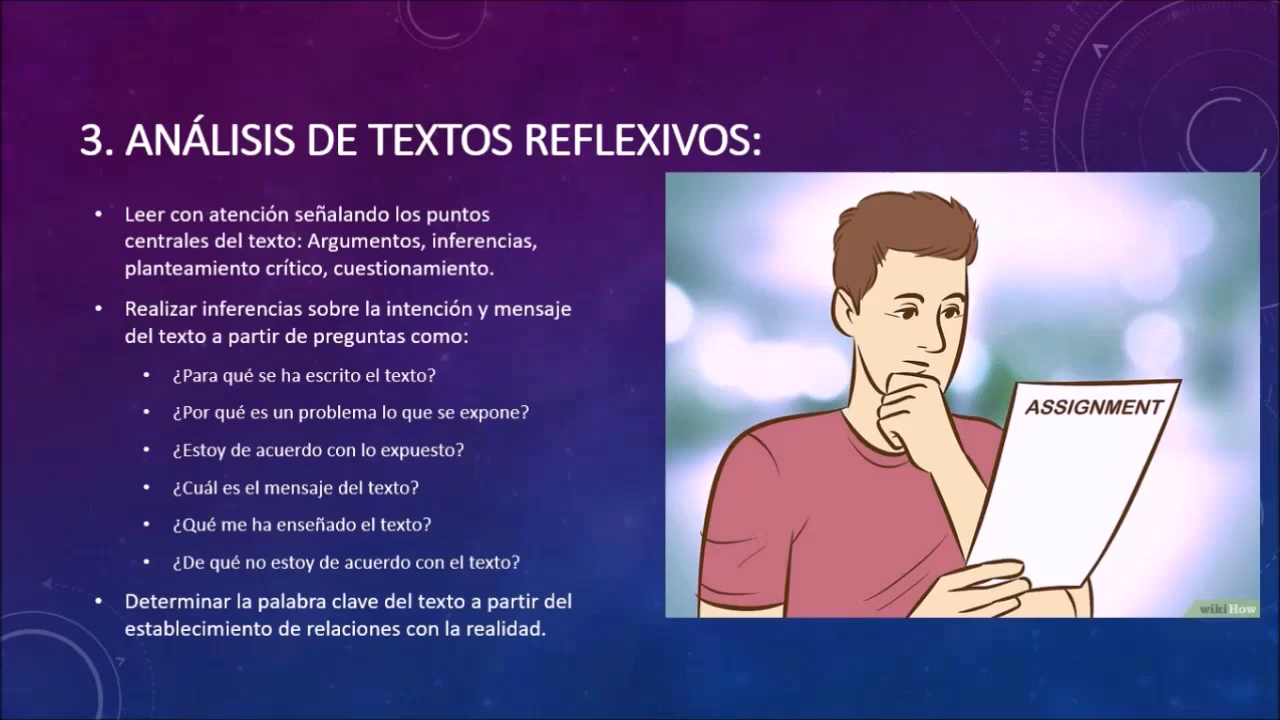 3. ANÁLISIS DE TEXTOS REFLEXIVOS:
• Leer con atención señalando los puntos
centrales del texto: Argumentos, inferencias,
planteamiento crítico, cuestionamiento.
• Realizar inferencias sobre la intención y mensaje
del texto a partir de preguntas como:
• ¿Para qué se ha escrito el texto?
• ¿Por qué es un problema lo que se expone?
• ¿Estoy de acuerdo con lo expuesto?
• ¿Cuál es el mensaje del texto?
• ¿Qué me ha enseñado el texto?
• ¿De qué no estoy de acuerdo con el texto?
• Determinar la palabra clave del texto a partir del
establecimiento de relaciones con la realidad.
ASSIGNMENT
wikiHow